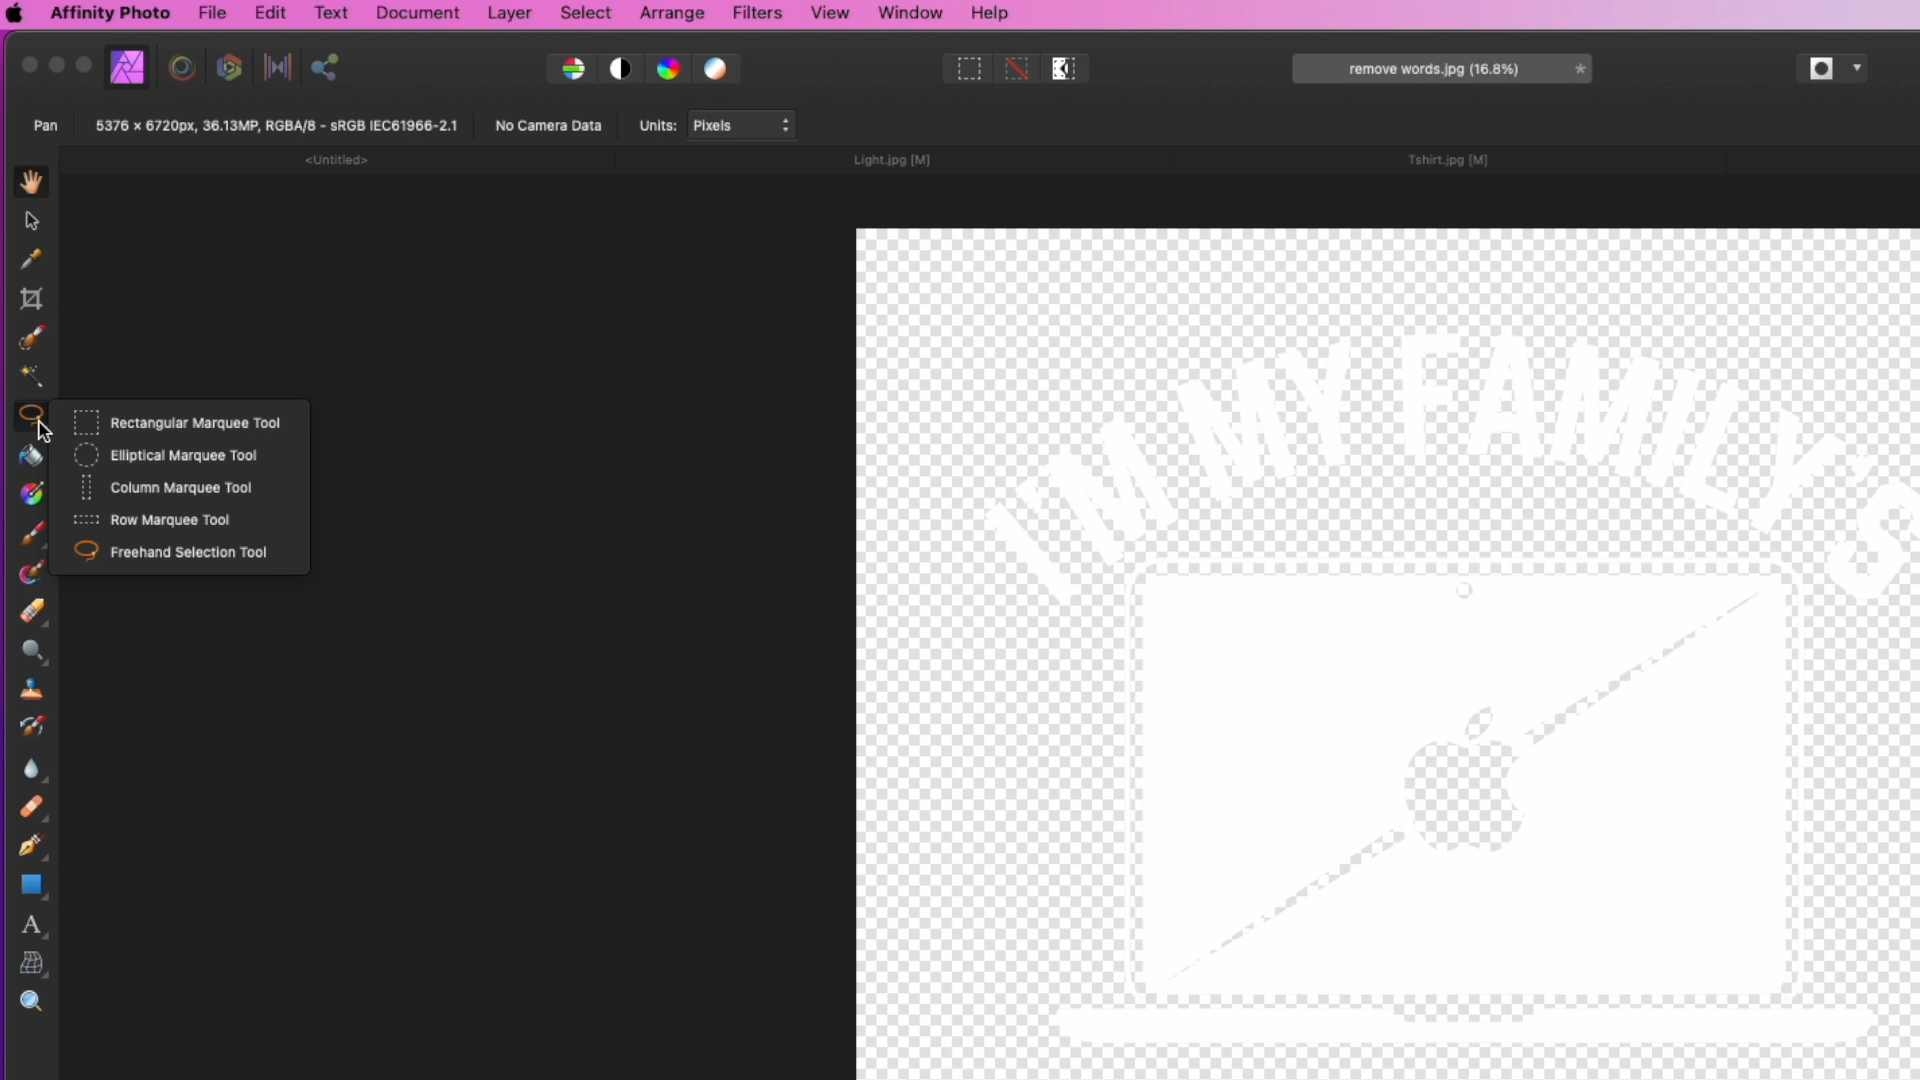 Affinity Photo File Edit Text Document Layer Select Arrange Filters View Window Help
remove words.jpg (16.8%) *
Pan 5376 × 6720px, 36.13MP, RGBA/8 - sRGB IEC61966-2.1 No Camera Data Units: Pixels
<Untitled> Light.jpg [M] Tshirt.jpg [M]
Rectangular Marquee Tool
Elliptical Marquee Tool
Column Marquee Tool
Row Marquee Tool
Freehand Selection Tool
I'M MY FAMILY'S